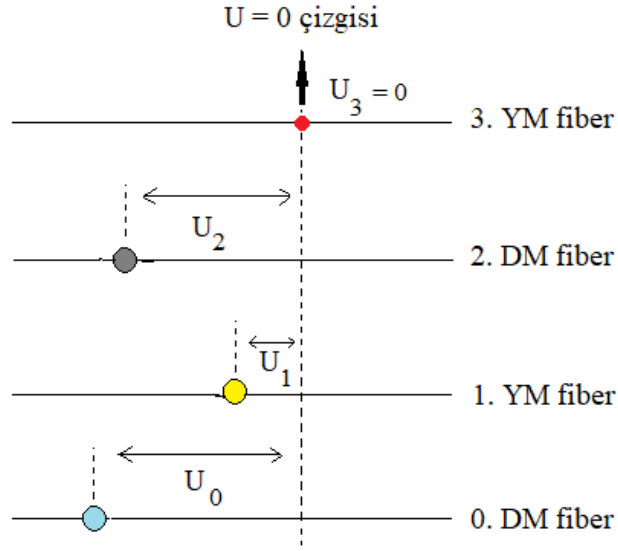 U = 0 çizgisi
U₃ = 0
3. YM fiber
U₂
2. DM fiber
U₁
1. YM fiber
U₀
0. DM fiber